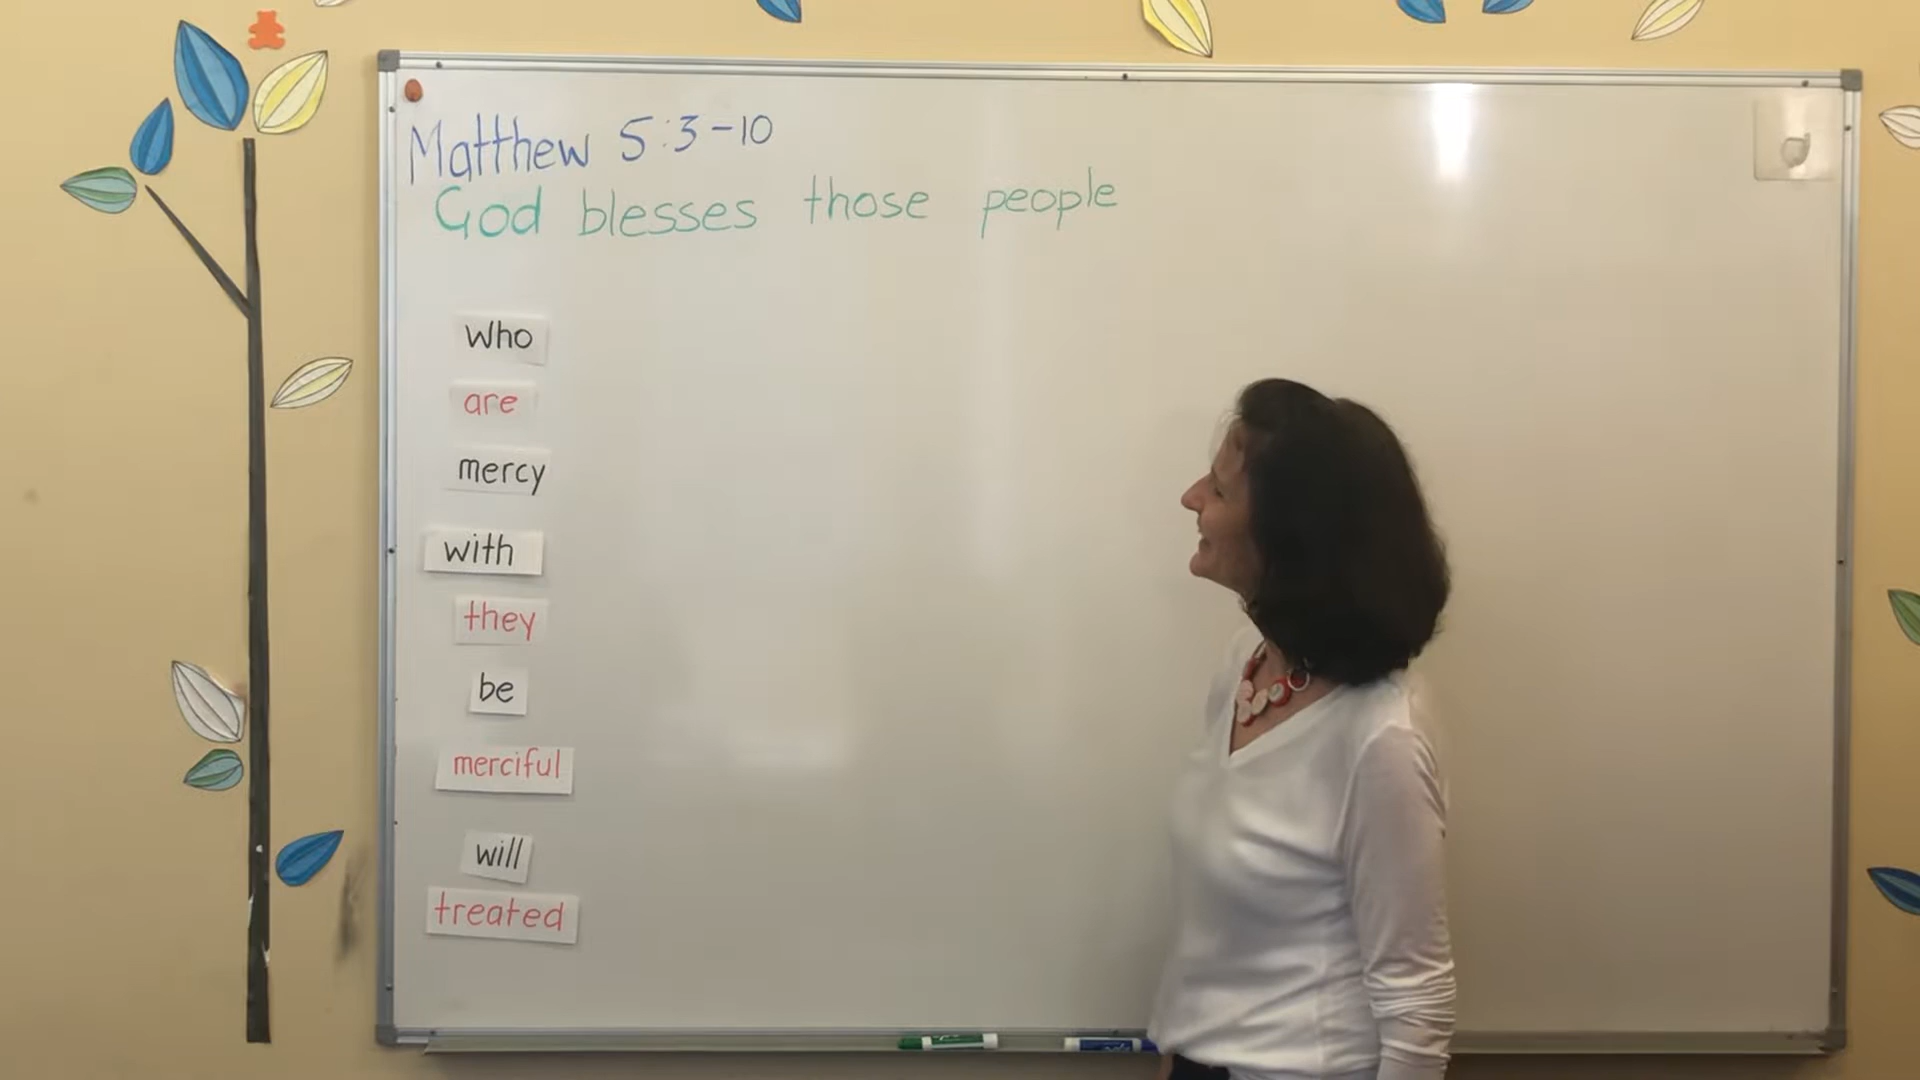 Matthew 5:3-10
God blesses those people
who
are
mercy
with
they
be
merciful
will
treated